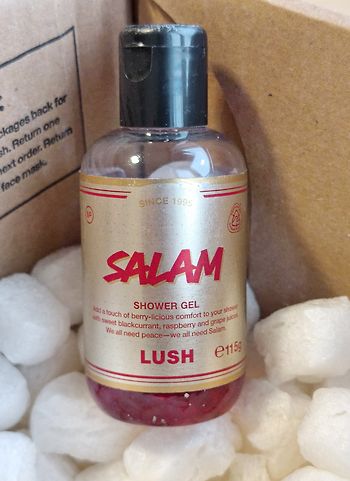 ckages back for
sh. Return one
next order. Return
face mask.
SINCE 1995
SALAM
SHOWER GEL
Add a touch of berry-licious comfort to your shower
with sweet blackcurrant, raspberry and grape juices.
We all need peace—we all need Salam.
LUSH
℮115g